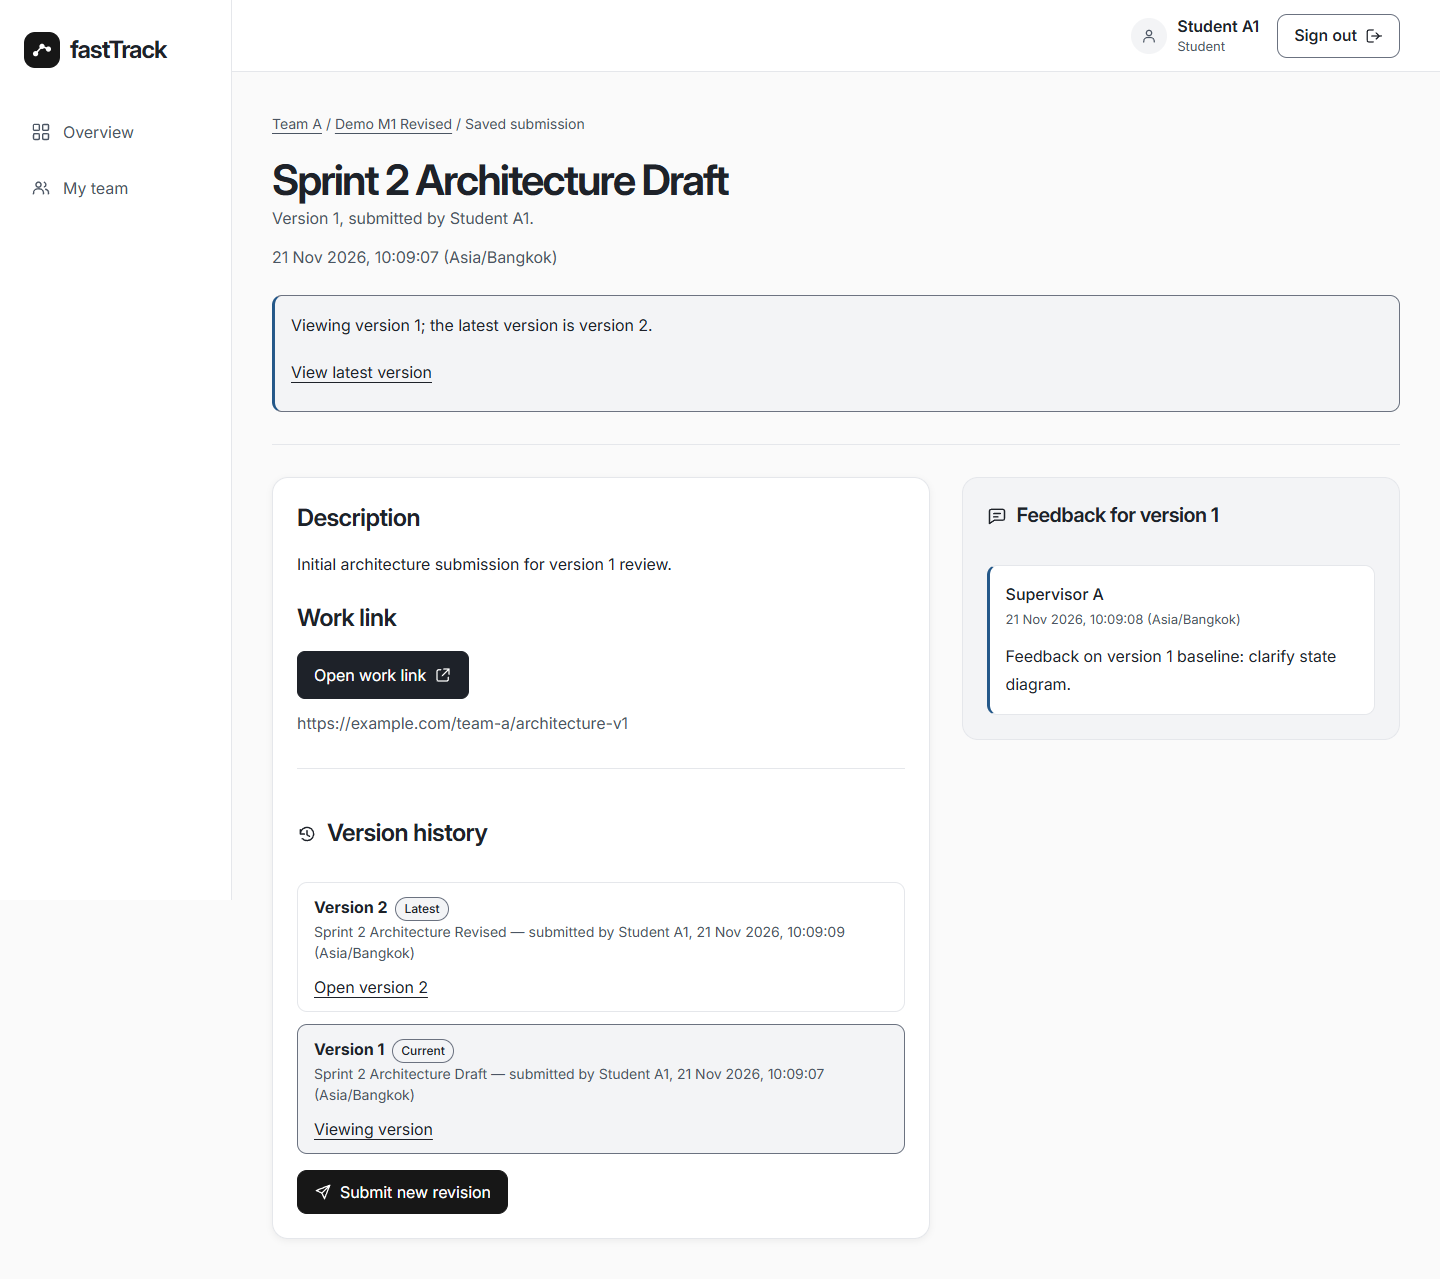 fastTrack
Overview
My team
Student A1
Student
Sign out
Team A / Demo M1 Revised / Saved submission
Sprint 2 Architecture Draft
Version 1, submitted by Student A1.
21 Nov 2026, 10:09:07 (Asia/Bangkok)
Viewing version 1; the latest version is version 2.
View latest version
Description
Initial architecture submission for version 1 review.
Work link
Open work link
https://example.com/team-a/architecture-v1
Version history
Version 2 Latest
Sprint 2 Architecture Revised — submitted by Student A1, 21 Nov 2026, 10:09:09
(Asia/Bangkok)
Open version 2
Version 1 Current
Sprint 2 Architecture Draft — submitted by Student A1, 21 Nov 2026, 10:09:07
(Asia/Bangkok)
Viewing version
Submit new revision
Feedback for version 1
Supervisor A
21 Nov 2026, 10:09:08 (Asia/Bangkok)
Feedback on version 1 baseline: clarify state
diagram.